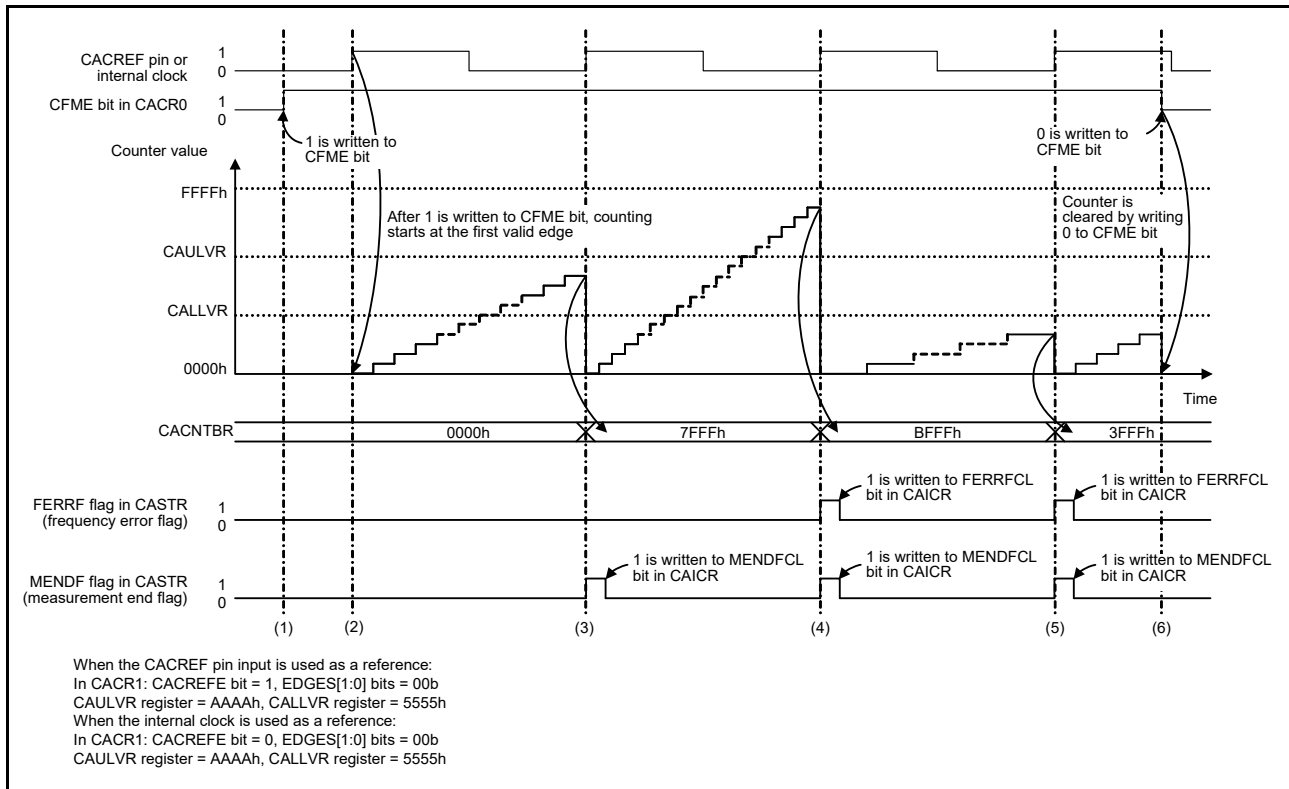 CACREF pin or
internal clock
1
0
CFME bit in CACR0
1
0
1 is written to
CFME bit
0 is written to
CFME bit
Counter value
FFFFh
After 1 is written to CFME bit, counting
starts at the first valid edge
Counter is
cleared by writing
0 to CFME bit
CAULVR
CALLVR
0000h
Time
CACNTBR
0000h
7FFFh
BFFFh
3FFFh
FERRF flag in CASTR
(frequency error flag)
1
0
1 is written to FERRFCL
bit in CAICR
1 is written to FERRFCL
bit in CAICR
MENDF flag in CASTR
(measurement end flag)
1
0
1 is written to MENDFCL
bit in CAICR
1 is written to MENDFCL
bit in CAICR
1 is written to MENDFCL
bit in CAICR
(1)
(2)
(3)
(4)
(5)
(6)
When the CACREF pin input is used as a reference:
In CACR1: CACREFE bit = 1, EDGES[1:0] bits = 00b
CAULVR register = AAAAh, CALLVR register = 5555h
When the internal clock is used as a reference:
In CACR1: CACREFE bit = 0, EDGES[1:0] bits = 00b
CAULVR register = AAAAh, CALLVR register = 5555h